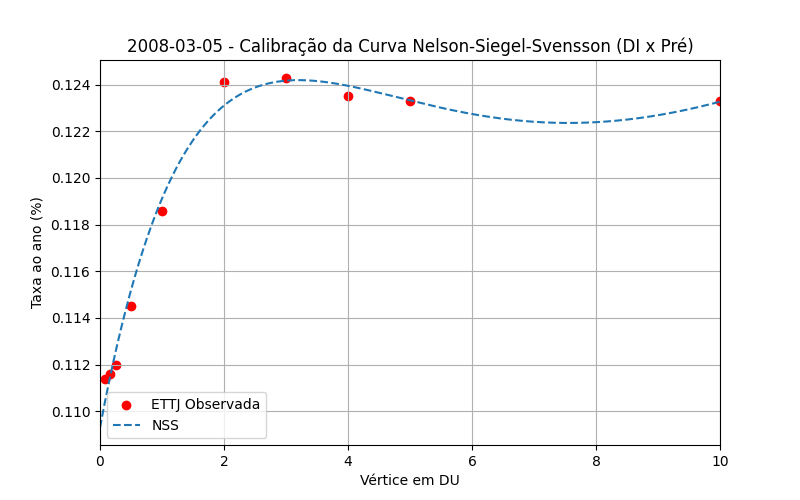 2008-03-05 - Calibração da Curva Nelson-Siegel-Svensson (DI x Pré)
Taxa ao ano (%)
0.124
0.122
0.120
0.118
0.116
0.114
0.112
0.110
ETTJ Observada
NSS
0 2 4 6 8 10
Vértice em DU